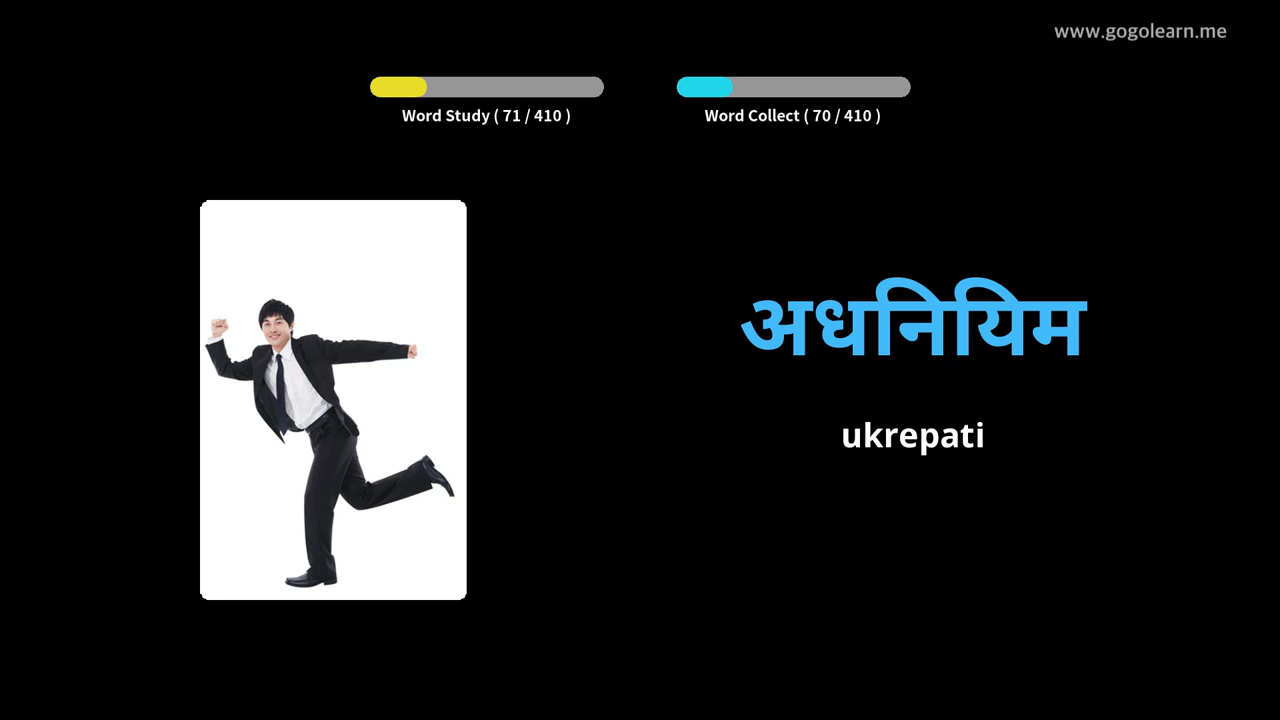 www.gogolearn.me
Word Study ( 71 / 410 )
Word Collect ( 70 / 410 )
अधनियिम
ukrepati